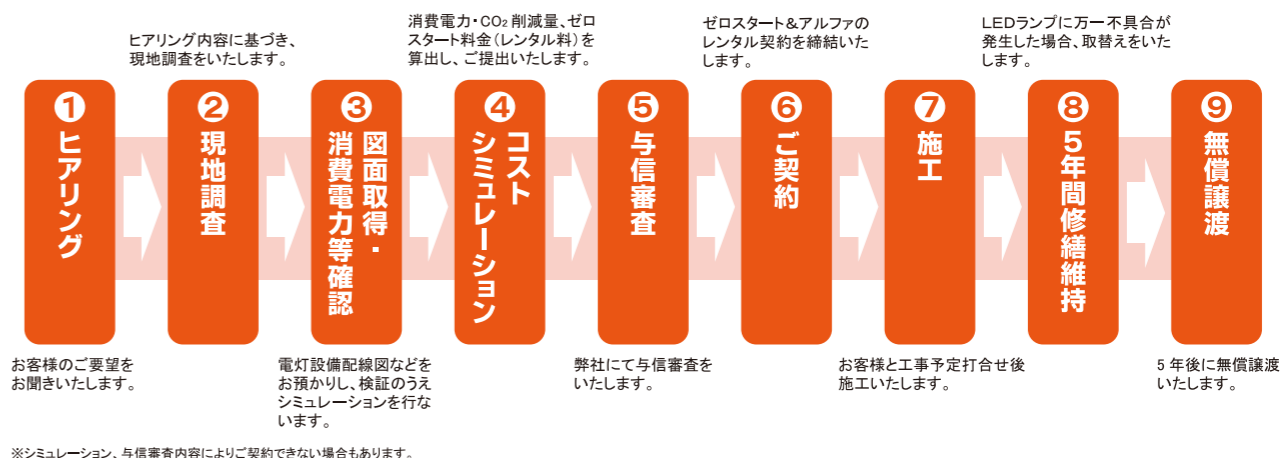 ヒアリング内容に基づき、
現地調査をいたします。
消費電力・CO₂削減量、ゼロ
スタート料金（レンタル料）を
算出し、ご提出いたします。
ゼロスタート&アルファの
レンタル契約を締結いた
します。
LEDランプに万一不具合が
発生した場合、取替えをいた
します。
❶
ヒアリング
❷
現地調査
❸
図面取得・
消費電力等確認
❹
コスト
シミュレーション
❺
与信審査
❻
ご契約
❼
施工
❽
5年間修繕維持
❾
無償譲渡
お客様のご要望を
お聞きいたします。
電灯設備配線図などを
お預かりし、検証のうえ
シミュレーションを行な
います。
弊社にて与信審査を
いたします。
お客様と工事予定打合せ後
施工いたします。
5年後に無償譲渡
いたします。
※シミュレーション、与信審査内容によりご契約できない場合もあります。